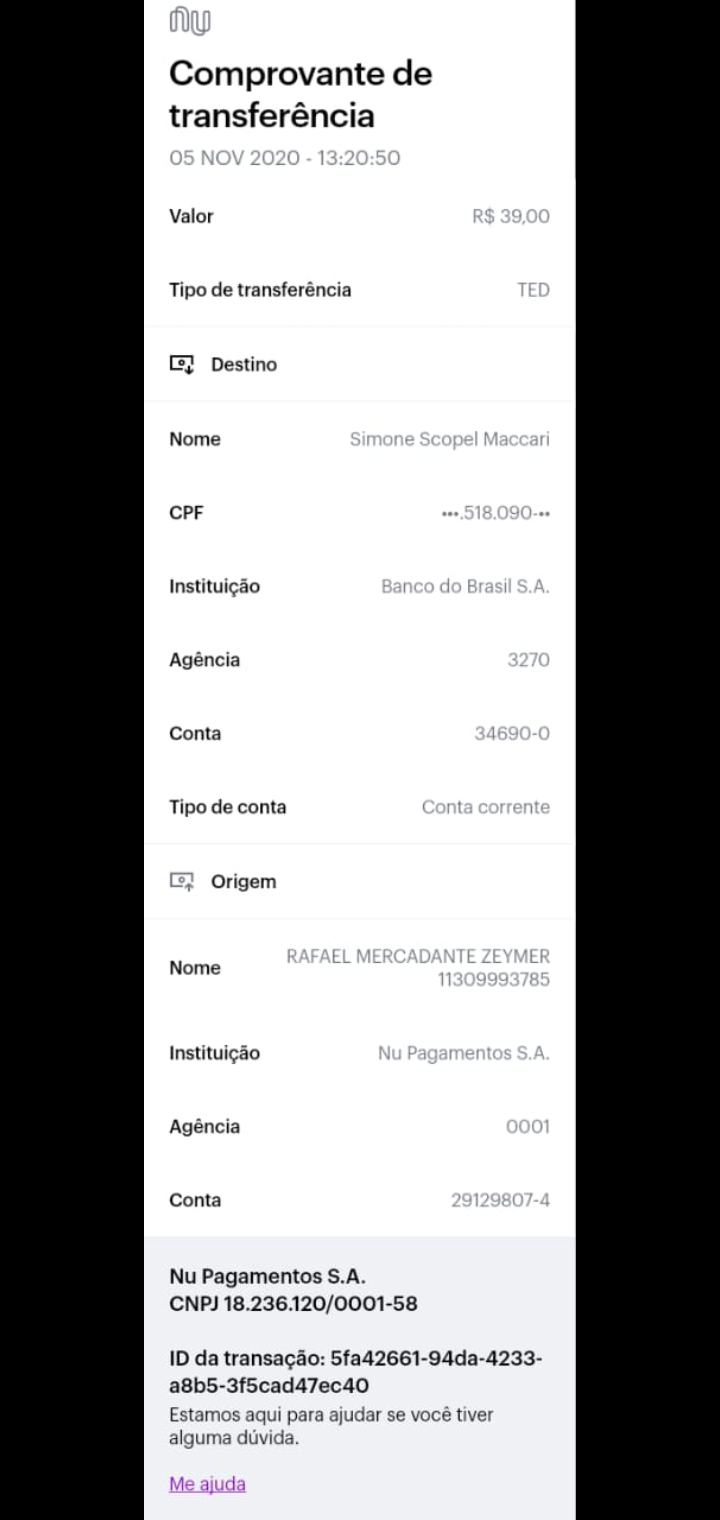 nu
Comprovante de
transferência
05 NOV 2020 - 13:20:50
Valor R$ 39,00
Tipo de transferência TED
Destino
Nome Simone Scopel Maccari
CPF •••.518.090-••
Instituição Banco do Brasil S.A.
Agência 3270
Conta 34690-0
Tipo de conta Conta corrente
Origem
Nome RAFAEL MERCADANTE ZEYMER
11309993785
Instituição Nu Pagamentos S.A.
Agência 0001
Conta 29129807-4
Nu Pagamentos S.A.
CNPJ 18.236.120/0001-58
ID da transação: 5fa42661-94da-4233-
a8b5-3f5cad47ec40
Estamos aqui para ajudar se você tiver
alguma dúvida.
Me ajuda